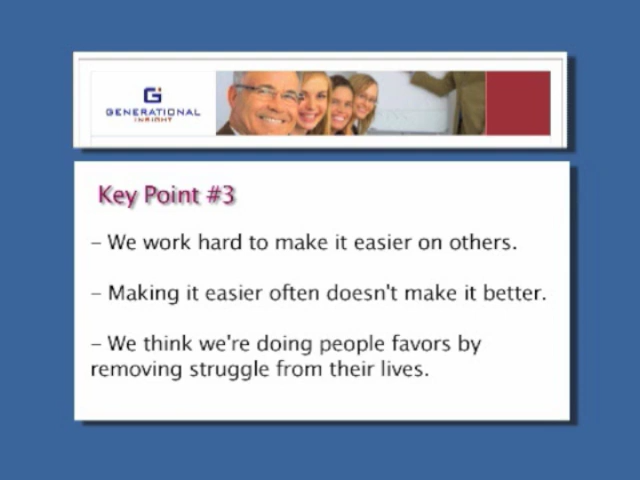 GENERATIONAL
INSIGHT
Key Point #3
– We work hard to make it easier on others.
– Making it easier often doesn't make it better.
– We think we're doing people favors by
removing struggle from their lives.